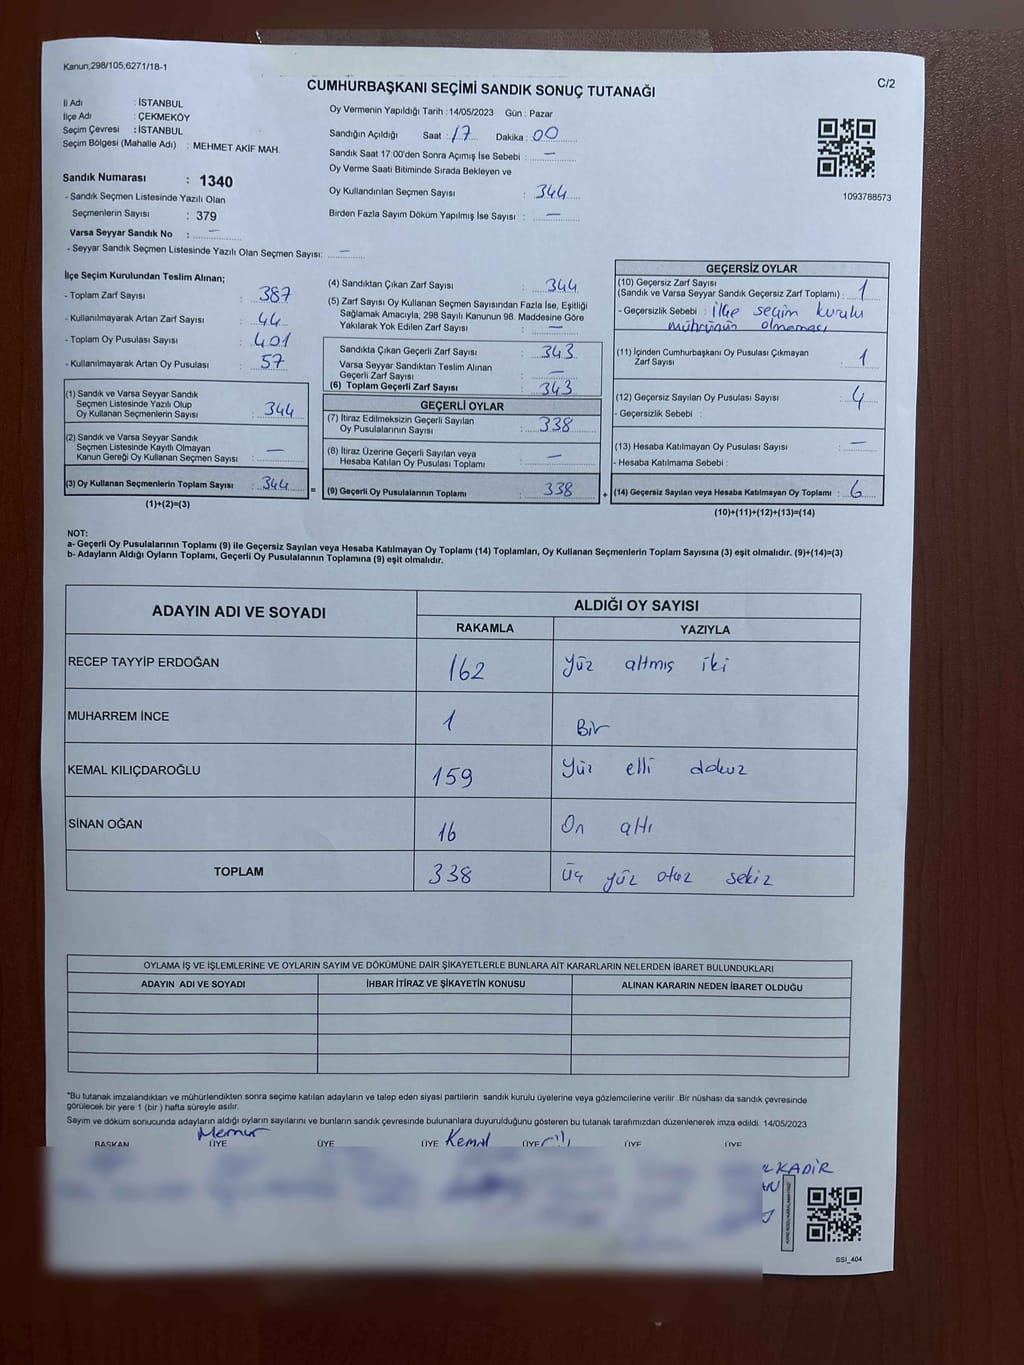 Kanun;298/105;6271/18-1
C/2
CUMHURBAŞKANI SEÇİMİ SANDIK SONUÇ TUTANAĞI
İl Adı : İSTANBUL
İlçe Adı : ÇEKMEKÖY
Seçim Çevresi : İSTANBUL
Seçim Bölgesi (Mahalle Adı) : MEHMET AKİF MAH.
Sandık Numarası : 1340
- Sandık Seçmen Listesinde Yazılı Olan
Seçmenlerin Sayısı : 379
Varsa Seyyar Sandık No : —
- Seyyar Sandık Seçmen Listesinde Yazılı Olan Seçmen Sayısı: —
Oy Vermenin Yapıldığı Tarih : 14/05/2023 Gün : Pazar
Sandığın Açıldığı Saat : 17 Dakika : 00
Sandık Saat 17:00'den Sonra Açımış İse Sebebi : —
Oy Verme Saati Bitiminde Sırada Bekleyen ve
Oy Kullandırılan Seçmen Sayısı : 344
Birden Fazla Sayım Döküm Yapılmış İse Sayısı : —
1093788573
İlçe Seçim Kurulundan Teslim Alınan;
- Toplam Zarf Sayısı : 387
- Kullanılmayarak Artan Zarf Sayısı : 44
- Toplam Oy Pusulası Sayısı : 401
- Kullanılmayarak Artan Oy Pusulası : 57
(1) Sandık ve Varsa Seyyar Sandık
Seçmen Listesinde Yazılı Olup
Oy Kullanan Seçmenlerin Sayısı : 344
(2) Sandık ve Varsa Seyyar Sandık
Seçmen Listesinde Kayıtlı Olmayan
Kanun Gereği Oy Kullanan Seçmen Sayısı : —
(3) Oy Kullanan Seçmenlerin Toplam Sayısı : 344
(1)+(2)=(3)
=
(4) Sandıktan Çıkan Zarf Sayısı : 344
(5) Zarf Sayısı Oy Kullanan Seçmen Sayısından Fazla İse, Eşitliği
Sağlamak Amacıyla, 298 Sayılı Kanunun 98. Maddesine Göre
Yakılarak Yok Edilen Zarf Sayısı : —
Sandıkta Çıkan Geçerli Zarf Sayısı : 343
Varsa Seyyar Sandıktan Teslim Alınan
Geçerli Zarf Sayısı : —
(6) Toplam Geçerli Zarf Sayısı : 343
GEÇERLİ OYLAR
(7) İtiraz Edilmeksizin Geçerli Sayılan
Oy Pusulalarının Sayısı : 338
(8) İtiraz Üzerine Geçerli Sayılan veya
Hesaba Katılan Oy Pusulası Toplamı : —
(9) Geçerli Oy Pusulalarının Toplamı : 338
+
GEÇERSİZ OYLAR
(10) Geçersiz Zarf Sayısı
(Sandık ve Varsa Seyyar Sandık Geçersiz Zarf Toplamı) : 1
- Geçersizlik Sebebi : ilçe seçim kurulu
mührünün olmaması
(11) İçinden Cumhurbaşkanı Oy Pusulası Çıkmayan
Zarf Sayısı : 1
(12) Geçersiz Sayılan Oy Pusulası Sayısı : 4
- Geçersizlik Sebebi :
(13) Hesaba Katılmayan Oy Pusulası Sayısı : —
- Hesaba Katılmama Sebebi :
(14) Geçersiz Sayılan veya Hesaba Katılmayan Oy Toplamı : 6
(10)+(11)+(12)+(13)=(14)
NOT:
a- Geçerli Oy Pusulalarının Toplamı (9) ile Geçersiz Sayılan veya Hesaba Katılmayan Oy Toplamı (14) Toplamları, Oy Kullanan Seçmenlerin Toplam Sayısına (3) eşit olmalıdır. (9)+(14)=(3)
b- Adayların Aldığı Oyların Toplamı, Geçerli Oy Pusulalarının Toplamına (9) eşit olmalıdır.
ADAYIN ADI VE SOYADI
ALDIĞI OY SAYISI
RAKAMLA YAZIYLA
RECEP TAYYİP ERDOĞAN 162 yüz altmış iki
MUHARREM İNCE 1 Bir
KEMAL KILIÇDAROĞLU 159 yüz elli dokuz
SİNAN OĞAN 16 On altı
TOPLAM 338 üç yüz otuz sekiz
OYLAMA İŞ VE İŞLEMLERİNE VE OYLARIN SAYIM VE DÖKÜMÜNE DAİR ŞİKAYETLERLE BUNLARA AİT KARARLARIN NELERDEN İBARET BULUNDUKLARI
ADAYIN ADI VE SOYADI İHBAR İTİRAZ VE ŞİKAYETİN KONUSU ALINAN KARARIN NEDEN İBARET OLDUĞU
*Bu tutanak imzalandıktan ve mühürlendikten sonra seçime katılan adayların ve talep eden siyasi partilerin sandık kurulu üyelerine veya gözlemcilerine verilir .Bir nüshası da sandık çevresinde
görülecek bir yere 1 (bir ) hafta süreyle asılır.
Sayım ve döküm sonucunda adayların aldığı oyların sayılarını ve bunların sandık çevresinde bulunanlara duyurulduğunu gösteren bu tutanak tarafımızdan düzenlenerek imza edildi. 14/05/2023
Memur Kemal
BAŞKAN ÜYE ÜYE ÜYE ÜYE ÜYE ÜYE
KADİR
SSİ_404